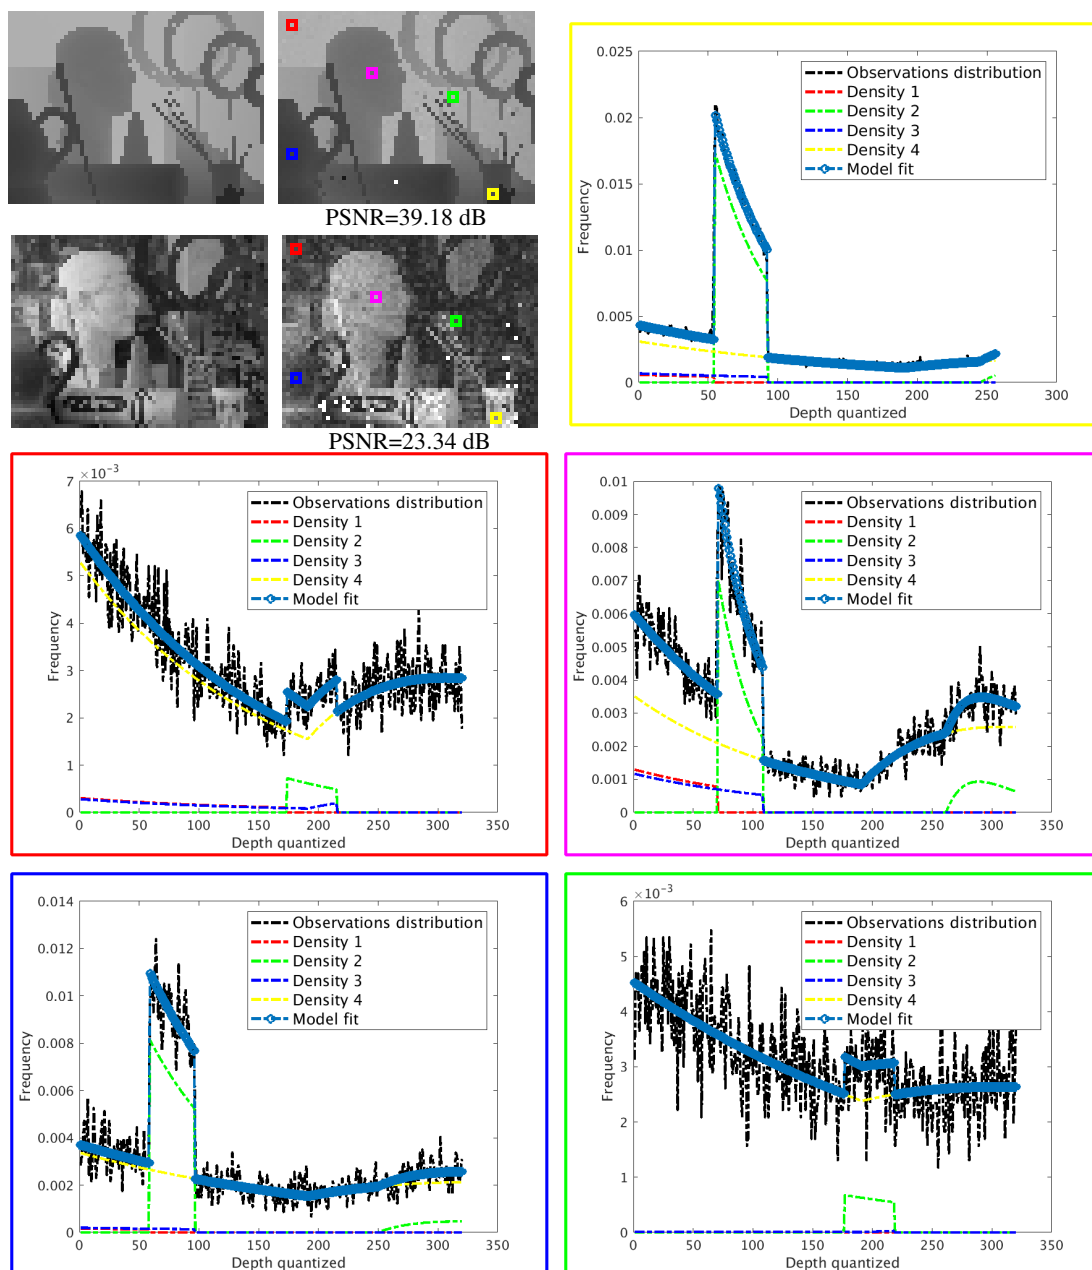 PSNR=39.18 dB
PSNR=23.34 dB
0.025
0.02
0.015
0.01
0.005
0
Frequency
0 50 100 150 200 250 300
Depth quantized
Observations distribution
Density 1
Density 2
Density 3
Density 4
Model fit
×10⁻³
7
6
5
4
3
2
1
0
Frequency
0 50 100 150 200 250 300 350
Depth quantized
Observations distribution
Density 1
Density 2
Density 3
Density 4
Model fit
0.01
0.009
0.008
0.007
0.006
0.005
0.004
0.003
0.002
0.001
0
Frequency
0 50 100 150 200 250 300 350
Depth quantized
Observations distribution
Density 1
Density 2
Density 3
Density 4
Model fit
0.014
0.012
0.01
0.008
0.006
0.004
0.002
0
Frequency
0 50 100 150 200 250 300 350
Depth quantized
Observations distribution
Density 1
Density 2
Density 3
Density 4
Model fit
×10⁻³
6
5
4
3
2
1
0
Frequency
0 50 100 150 200 250 300 350
Depth quantized
Observations distribution
Density 1
Density 2
Density 3
Density 4
Model fit